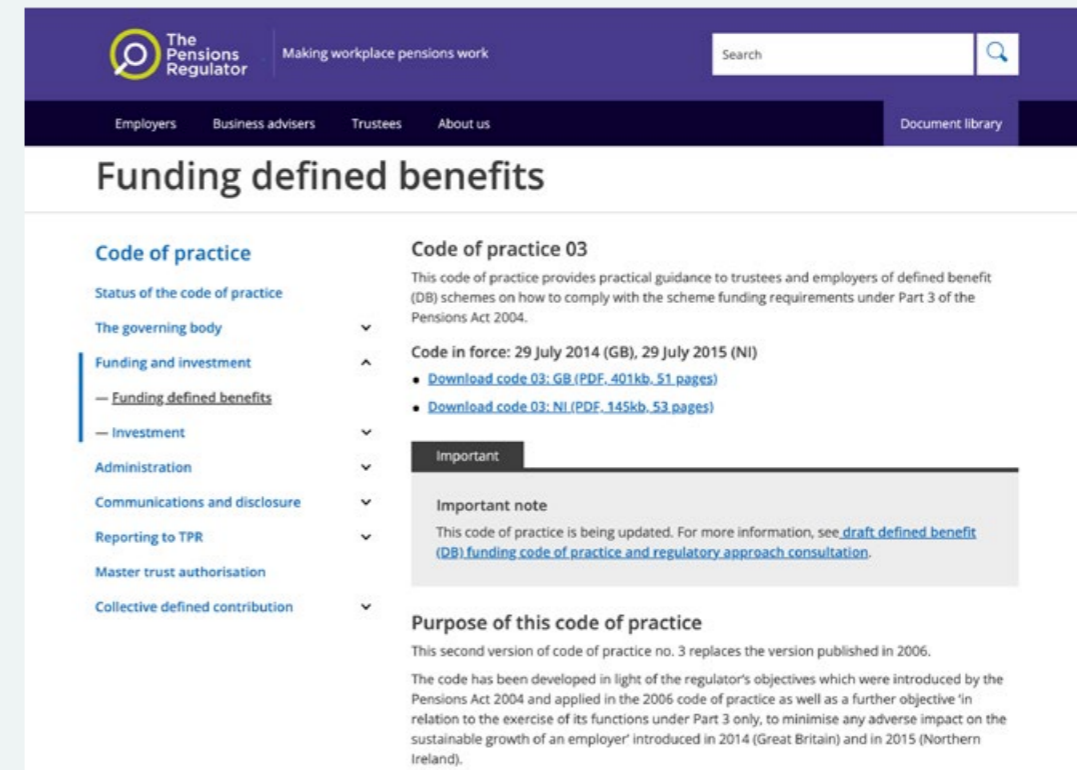 The
Pensions
Regulator
Making workplace pensions work
Search
Employers
Business advisers
Trustees
About us
Document library
Funding defined benefits
Code of practice
Status of the code of practice
The governing body
Funding and investment
— Funding defined benefits
— Investment
Administration
Communications and disclosure
Reporting to TPR
Master trust authorisation
Collective defined contribution
Code of practice 03
This code of practice provides practical guidance to trustees and employers of defined benefit
(DB) schemes on how to comply with the scheme funding requirements under Part 3 of the
Pensions Act 2004.
Code in force: 29 July 2014 (GB), 29 July 2015 (NI)
• Download code 03: GB (PDF, 401kb, 51 pages)
• Download code 03: NI (PDF, 145kb, 53 pages)
Important
Important note
This code of practice is being updated. For more information, see draft defined benefit
(DB) funding code of practice and regulatory approach consultation.
Purpose of this code of practice
This second version of code of practice no. 3 replaces the version published in 2006.
The code has been developed in light of the regulator's objectives which were introduced by the
Pensions Act 2004 and applied in the 2006 code of practice as well as a further objective 'in
relation to the exercise of its functions under Part 3 only, to minimise any adverse impact on the
sustainable growth of an employer' introduced in 2014 (Great Britain) and in 2015 (Northern
Ireland).